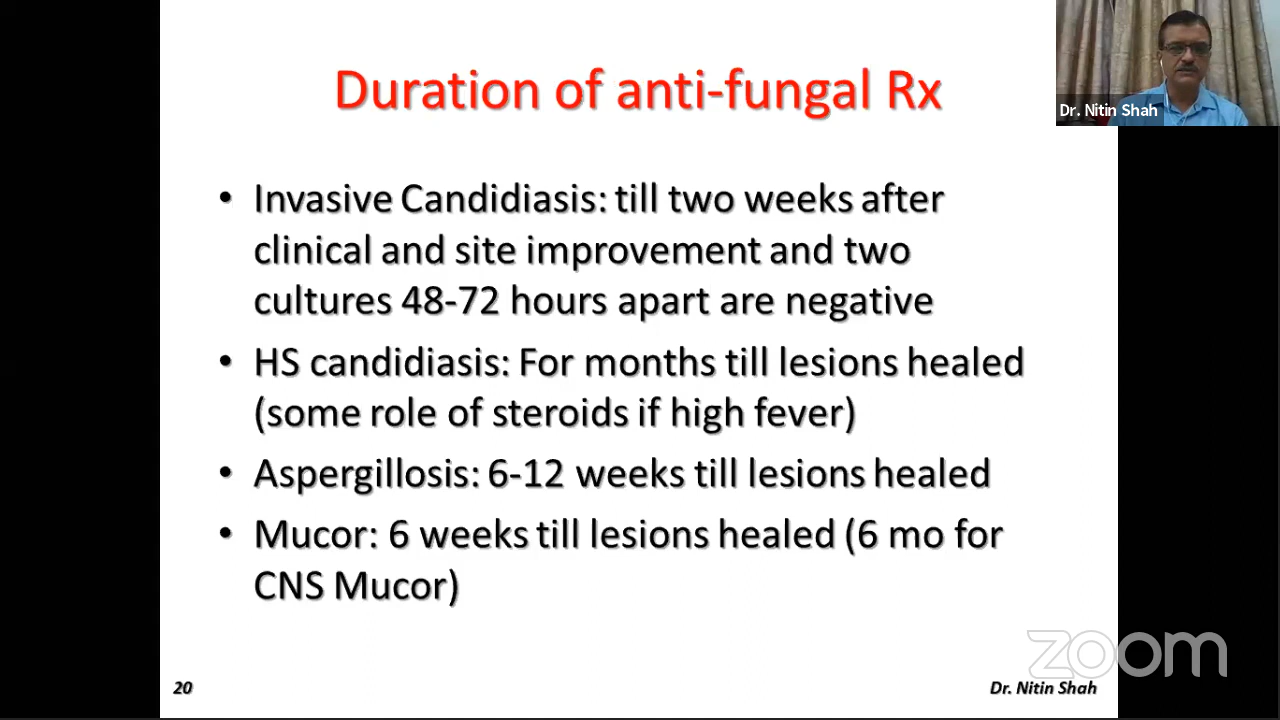 Duration of anti-fungal Rx
Dr. Nitin Shah
• Invasive Candidiasis: till two weeks after
clinical and site improvement and two
cultures 48-72 hours apart are negative
• HS candidiasis: For months till lesions healed
(some role of steroids if high fever)
• Aspergillosis: 6-12 weeks till lesions healed
• Mucor: 6 weeks till lesions healed (6 mo for
CNS Mucor)
zoom
20
Dr. Nitin Shah